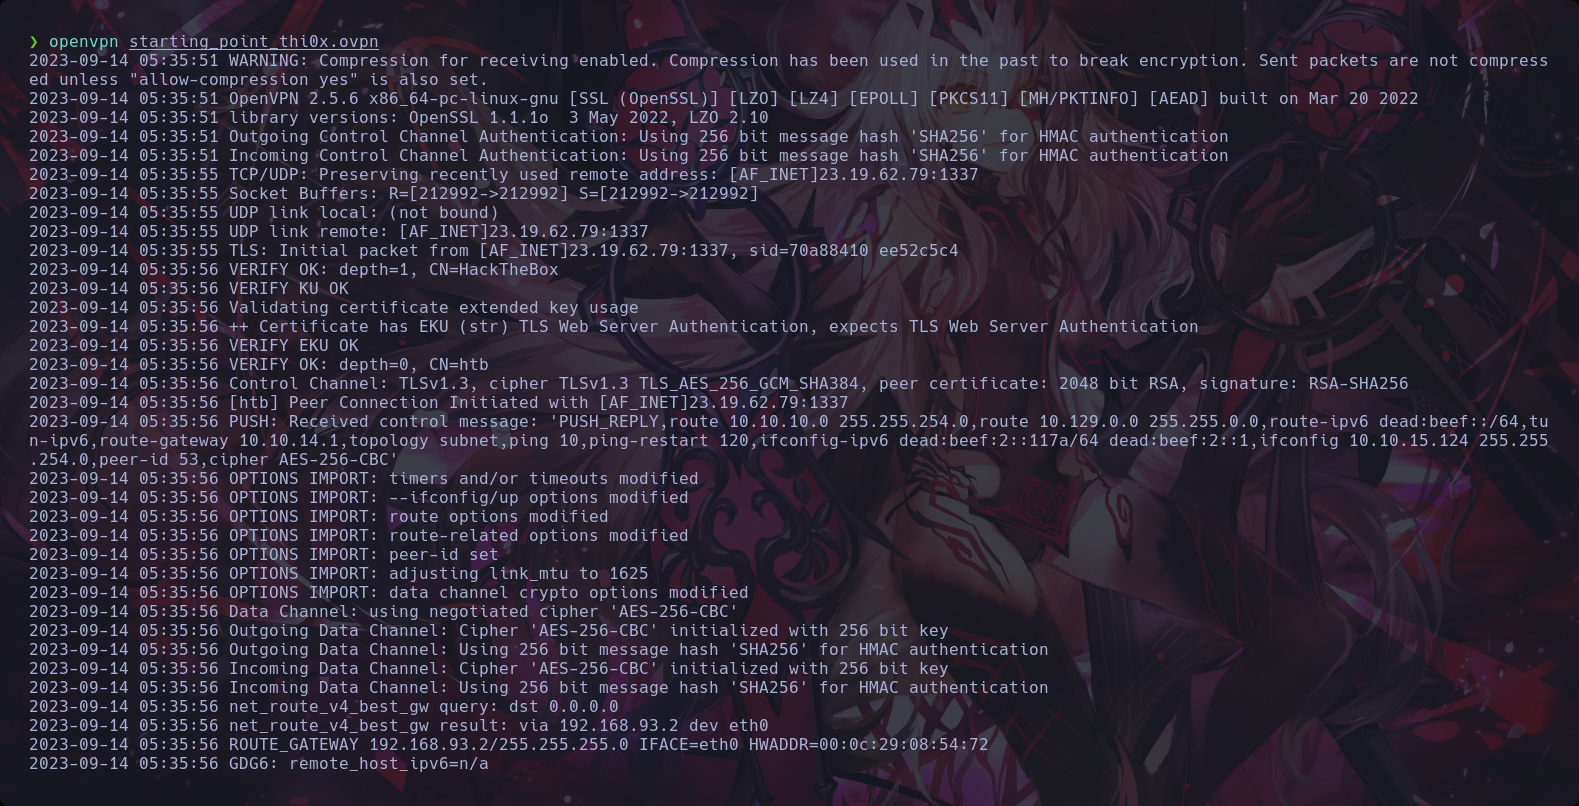 ❯ openvpn starting_point_thi0x.ovpn
2023-09-14 05:35:51 WARNING: Compression for receiving enabled. Compression has been used in the past to break encryption. Sent packets are not compress
ed unless "allow-compression yes" is also set.
2023-09-14 05:35:51 OpenVPN 2.5.6 x86_64-pc-linux-gnu [SSL (OpenSSL)] [LZO] [LZ4] [EPOLL] [PKCS11] [MH/PKTINFO] [AEAD] built on Mar 20 2022
2023-09-14 05:35:51 library versions: OpenSSL 1.1.1o  3 May 2022, LZO 2.10
2023-09-14 05:35:51 Outgoing Control Channel Authentication: Using 256 bit message hash 'SHA256' for HMAC authentication
2023-09-14 05:35:51 Incoming Control Channel Authentication: Using 256 bit message hash 'SHA256' for HMAC authentication
2023-09-14 05:35:55 TCP/UDP: Preserving recently used remote address: [AF_INET]23.19.62.79:1337
2023-09-14 05:35:55 Socket Buffers: R=[212992->212992] S=[212992->212992]
2023-09-14 05:35:55 UDP link local: (not bound)
2023-09-14 05:35:55 UDP link remote: [AF_INET]23.19.62.79:1337
2023-09-14 05:35:55 TLS: Initial packet from [AF_INET]23.19.62.79:1337, sid=70a88410 ee52c5c4
2023-09-14 05:35:56 VERIFY OK: depth=1, CN=HackTheBox
2023-09-14 05:35:56 VERIFY KU OK
2023-09-14 05:35:56 Validating certificate extended key usage
2023-09-14 05:35:56 ++ Certificate has EKU (str) TLS Web Server Authentication, expects TLS Web Server Authentication
2023-09-14 05:35:56 VERIFY EKU OK
2023-09-14 05:35:56 VERIFY OK: depth=0, CN=htb
2023-09-14 05:35:56 Control Channel: TLSv1.3, cipher TLSv1.3 TLS_AES_256_GCM_SHA384, peer certificate: 2048 bit RSA, signature: RSA-SHA256
2023-09-14 05:35:56 [htb] Peer Connection Initiated with [AF_INET]23.19.62.79:1337
2023-09-14 05:35:56 PUSH: Received control message: 'PUSH_REPLY,route 10.10.10.0 255.255.254.0,route 10.129.0.0 255.255.0.0,route-ipv6 dead:beef::/64,tu
n-ipv6,route-gateway 10.10.14.1,topology subnet,ping 10,ping-restart 120,ifconfig-ipv6 dead:beef:2::117a/64 dead:beef:2::1,ifconfig 10.10.15.124 255.255
.254.0,peer-id 53,cipher AES-256-CBC'
2023-09-14 05:35:56 OPTIONS IMPORT: timers and/or timeouts modified
2023-09-14 05:35:56 OPTIONS IMPORT: --ifconfig/up options modified
2023-09-14 05:35:56 OPTIONS IMPORT: route options modified
2023-09-14 05:35:56 OPTIONS IMPORT: route-related options modified
2023-09-14 05:35:56 OPTIONS IMPORT: peer-id set
2023-09-14 05:35:56 OPTIONS IMPORT: adjusting link_mtu to 1625
2023-09-14 05:35:56 OPTIONS IMPORT: data channel crypto options modified
2023-09-14 05:35:56 Data Channel: using negotiated cipher 'AES-256-CBC'
2023-09-14 05:35:56 Outgoing Data Channel: Cipher 'AES-256-CBC' initialized with 256 bit key
2023-09-14 05:35:56 Outgoing Data Channel: Using 256 bit message hash 'SHA256' for HMAC authentication
2023-09-14 05:35:56 Incoming Data Channel: Cipher 'AES-256-CBC' initialized with 256 bit key
2023-09-14 05:35:56 Incoming Data Channel: Using 256 bit message hash 'SHA256' for HMAC authentication
2023-09-14 05:35:56 net_route_v4_best_gw query: dst 0.0.0.0
2023-09-14 05:35:56 net_route_v4_best_gw result: via 192.168.93.2 dev eth0
2023-09-14 05:35:56 ROUTE_GATEWAY 192.168.93.2/255.255.255.0 IFACE=eth0 HWADDR=00:0c:29:08:54:72
2023-09-14 05:35:56 GDG6: remote_host_ipv6=n/a